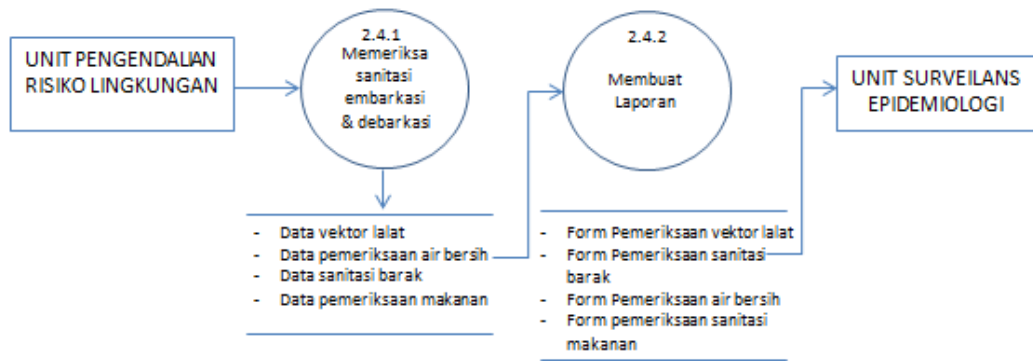 UNIT PENGENDALIAN
RISIKO LINGKUNGAN
2.4.1
Memeriksa
sanitasi
embarkasi
& debarkasi
2.4.2
Membuat
Laporan
UNIT SURVEILANS
EPIDEMIOLOGI
- Data vektor lalat
- Data pemeriksaan air bersih
- Data sanitasi barak
- Data pemeriksaan makanan
- Form Pemeriksaan vektor lalat
- Form Pemeriksaan sanitasi
barak
- Form Pemeriksaan air bersih
- Form pemeriksaan sanitasi
makanan